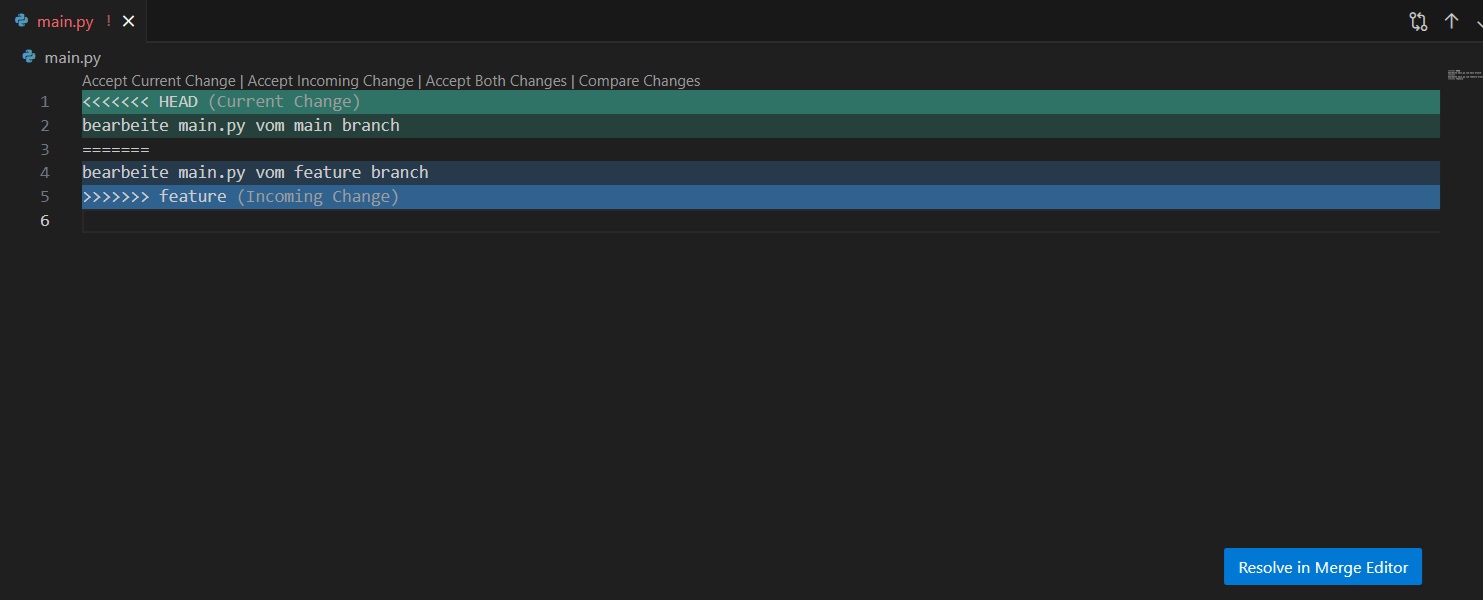 main.py ! ✕
main.py
Accept Current Change | Accept Incoming Change | Accept Both Changes | Compare Changes
1 <<<<<<< HEAD (Current Change)
2 bearbeite main.py vom main branch
3 =======
4 bearbeite main.py vom feature branch
5 >>>>>>> feature (Incoming Change)
6
Resolve in Merge Editor